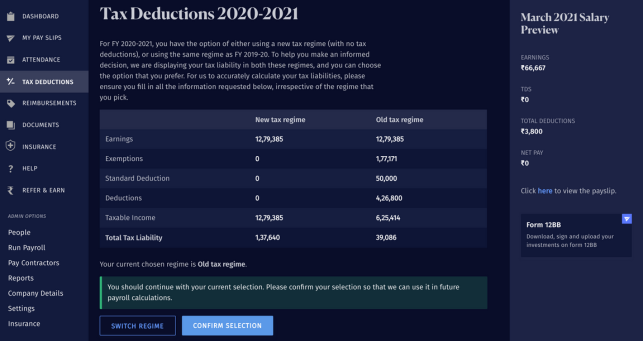 DASHBOARD
MY PAY SLIPS
ATTENDANCE
TAX DEDUCTIONS
REIMBURSEMENTS
DOCUMENTS
INSURANCE
HELP
REFER & EARN
ADMIN OPTIONS
People
Run Payroll
Pay Contractors
Reports
Company Details
Settings
Insurance
Tax Deductions 2020-2021
For FY 2020-2021, you have the option of either using a new tax regime (with no tax
deductions), or using the same regime as FY 2019-20. To help you make an informed
decision, we are displaying your tax liability in both these regimes, and you can choose
the option that you prefer. For us to accurately calculate your tax liabilities, please
ensure you fill in all the information requested below, irrespective of the regime that
you pick.
New tax regime Old tax regime
Earnings 12,79,385 12,79,385
Exemptions 0 1,77,171
Standard Deduction 0 50,000
Deductions 0 4,26,800
Taxable Income 12,79,385 6,25,414
Total Tax Liability 1,37,640 39,086
Your current chosen regime is Old tax regime.
You should continue with your current selection. Please confirm your selection so that we can use it in future
payroll calculations.
SWITCH REGIME CONFIRM SELECTION
March 2021 Salary
Preview
EARNINGS
₹66,667
TDS
₹0
TOTAL DEDUCTIONS
₹3,800
NET PAY
₹0
Click here to view the payslip.
Form 12BB
Download, sign and upload your
investments on form 12BB